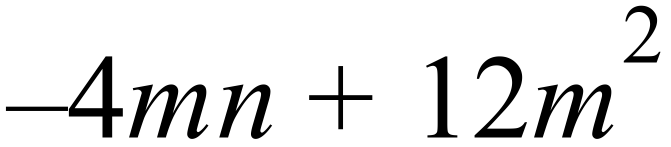 –4mn + 12m²